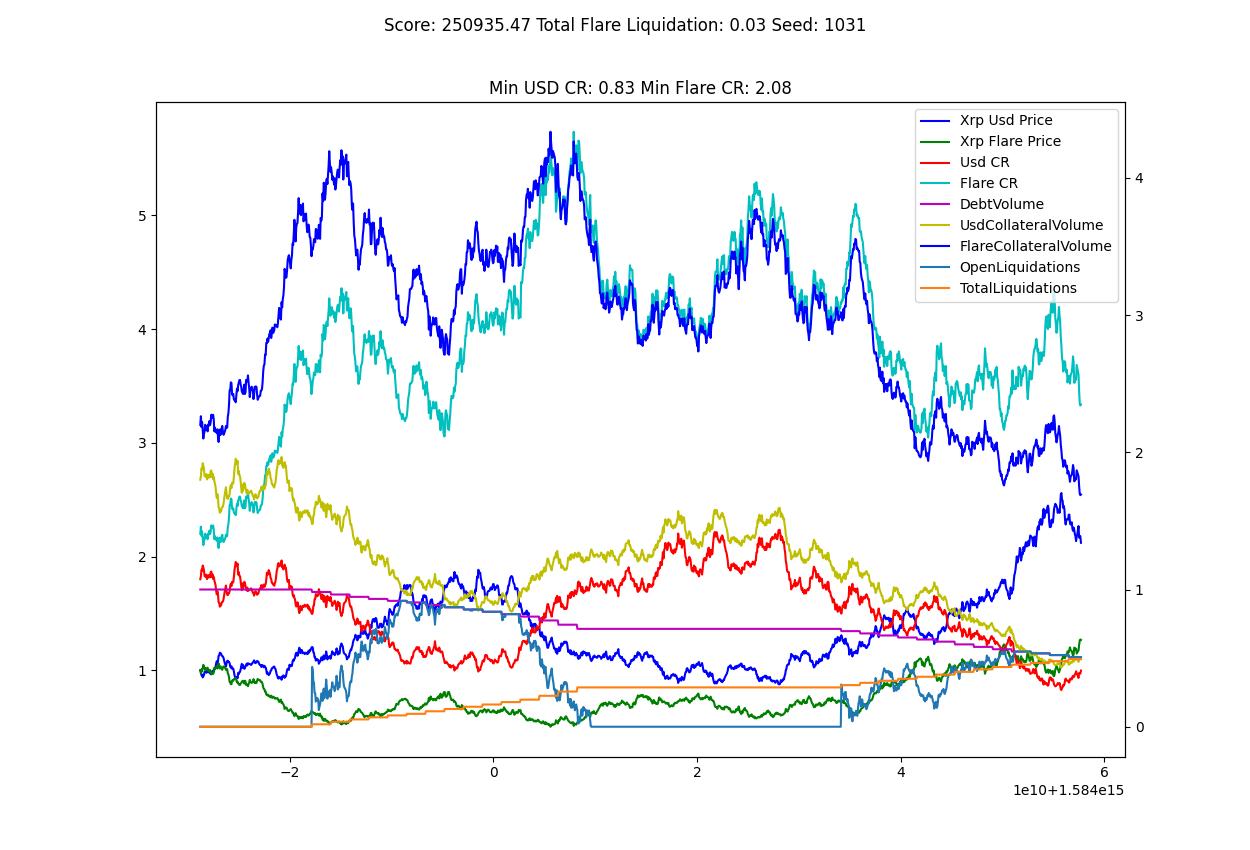 Score: 250935.47 Total Flare Liquidation: 0.03 Seed: 1031
Min USD CR: 0.83 Min Flare CR: 2.08
Xrp Usd Price
Xrp Flare Price
Usd CR
Flare CR
DebtVolume
UsdCollateralVolume
FlareCollateralVolume
OpenLiquidations
TotalLiquidations
5
4
3
2
1
4
3
2
1
0
−2
0
2
4
6
1e10+1.584e15